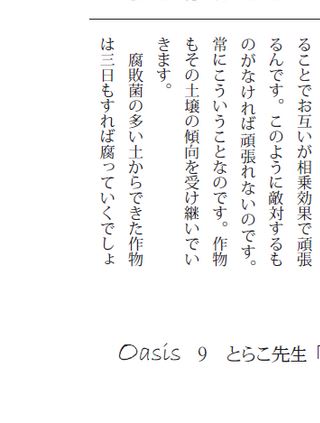 ることでお互いが相乗効果で頑張
るんです。このように敵対するも
のがなければ頑張れないのです。
常にこういうことなのです。作物
もその土壌の傾向を受け継いでい
きます。
腐敗菌の多い土からできた作物
は三日もすれば腐っていくでしょ
Oasis 9 とらこ先生「